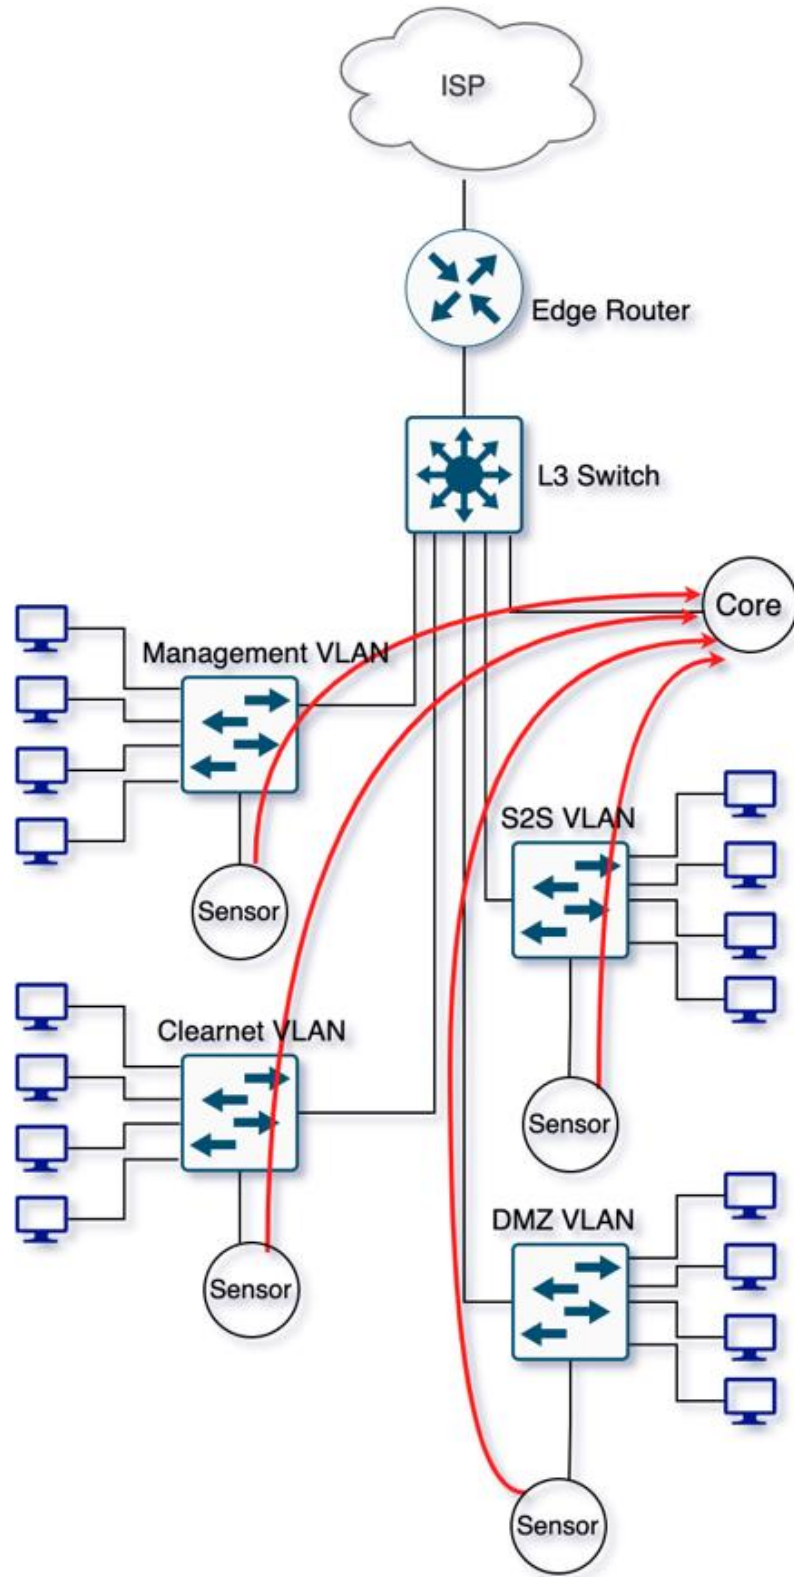 ISP
Edge Router
L3 Switch
Core
Management VLAN
S2S VLAN
Sensor
Clearnet VLAN
Sensor
DMZ VLAN
Sensor
Sensor